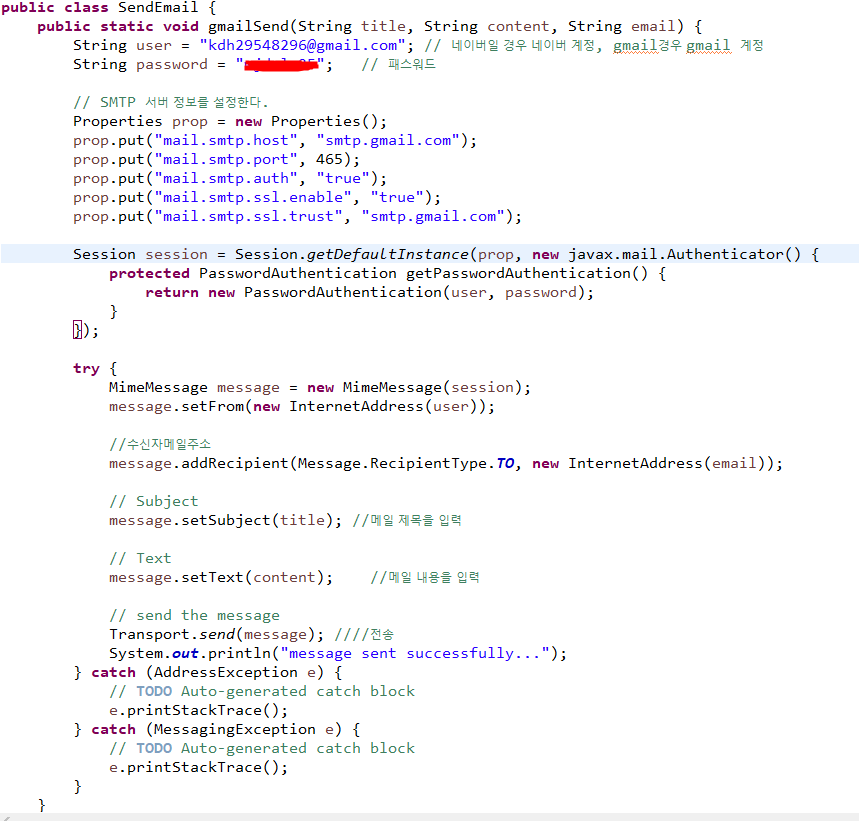 public class SendEmail {
public static void gmailSend(String title, String content, String email) {
String user = "kdh29548296@gmail.com"; // 네이버일 경우 네이버 계정, gmail경우 gmail 계정
String password = " "; // 패스워드
// SMTP 서버 정보를 설정한다.
Properties prop = new Properties();
prop.put("mail.smtp.host", "smtp.gmail.com");
prop.put("mail.smtp.port", 465);
prop.put("mail.smtp.auth", "true");
prop.put("mail.smtp.ssl.enable", "true");
prop.put("mail.smtp.ssl.trust", "smtp.gmail.com");
Session session = Session.getDefaultInstance(prop, new javax.mail.Authenticator() {
protected PasswordAuthentication getPasswordAuthentication() {
return new PasswordAuthentication(user, password);
}
});
try {
MimeMessage message = new MimeMessage(session);
message.setFrom(new InternetAddress(user));
//수신자메일주소
message.addRecipient(Message.RecipientType.TO, new InternetAddress(email));
// Subject
message.setSubject(title); //메일 제목을 입력
// Text
message.setText(content); //메일 내용을 입력
// send the message
Transport.send(message); ////전송
System.out.println("message sent successfully...");
} catch (AddressException e) {
// TODO Auto-generated catch block
e.printStackTrace();
} catch (MessagingException e) {
// TODO Auto-generated catch block
e.printStackTrace();
}
}